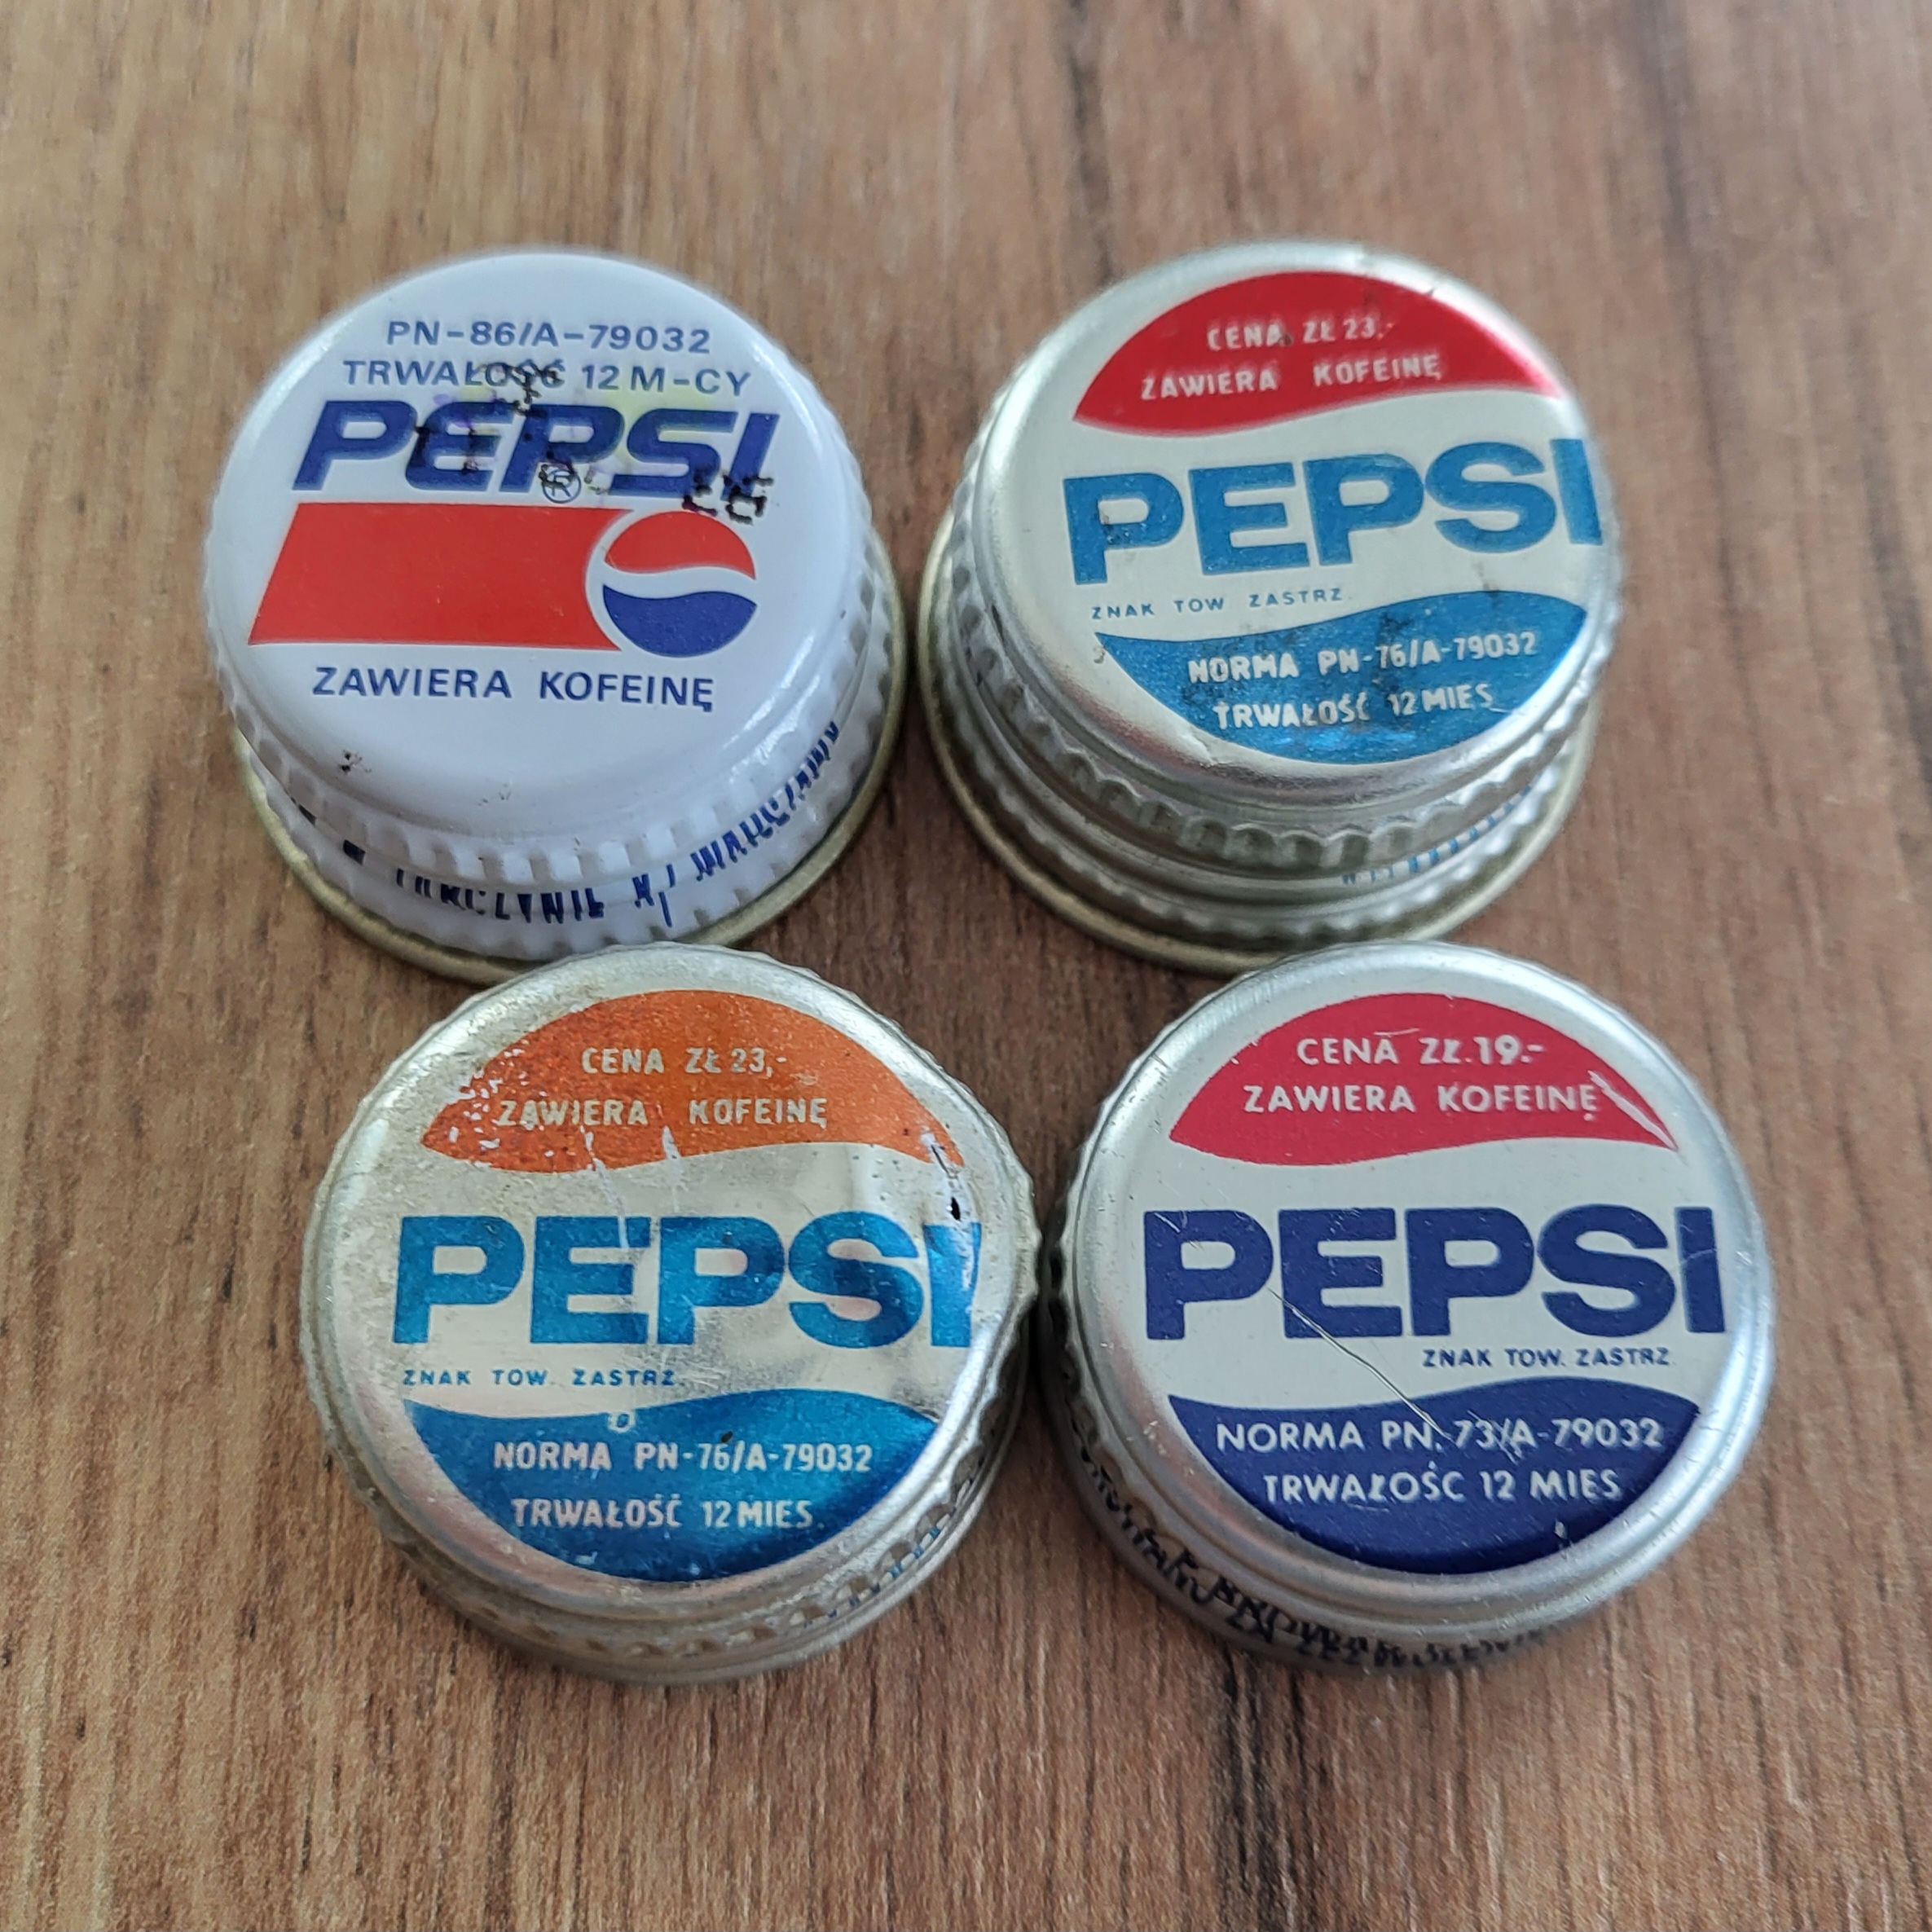 PN-86/A-79032
TRWAŁOŚĆ 12 M-CY
PEPSI
®
ZAWIERA KOFEINĘ
CENA ZŁ 23,-
ZAWIERA KOFEINĘ
PEPSI
ZNAK TOW ZASTRZ.
NORMA PN-76/A-79032
TRWAŁOŚĆ 12 MIES.
CENA ZŁ 23,-
ZAWIERA KOFEINĘ
PEPSI
ZNAK TOW. ZASTRZ.
NORMA PN-76/A-79032
TRWAŁOŚĆ 12 MIES.
CENA ZŁ.19.-
ZAWIERA KOFEINĘ
PEPSI
ZNAK TOW. ZASTRZ.
NORMA PN-73/A-79032
TRWAŁOŚC 12 MIES